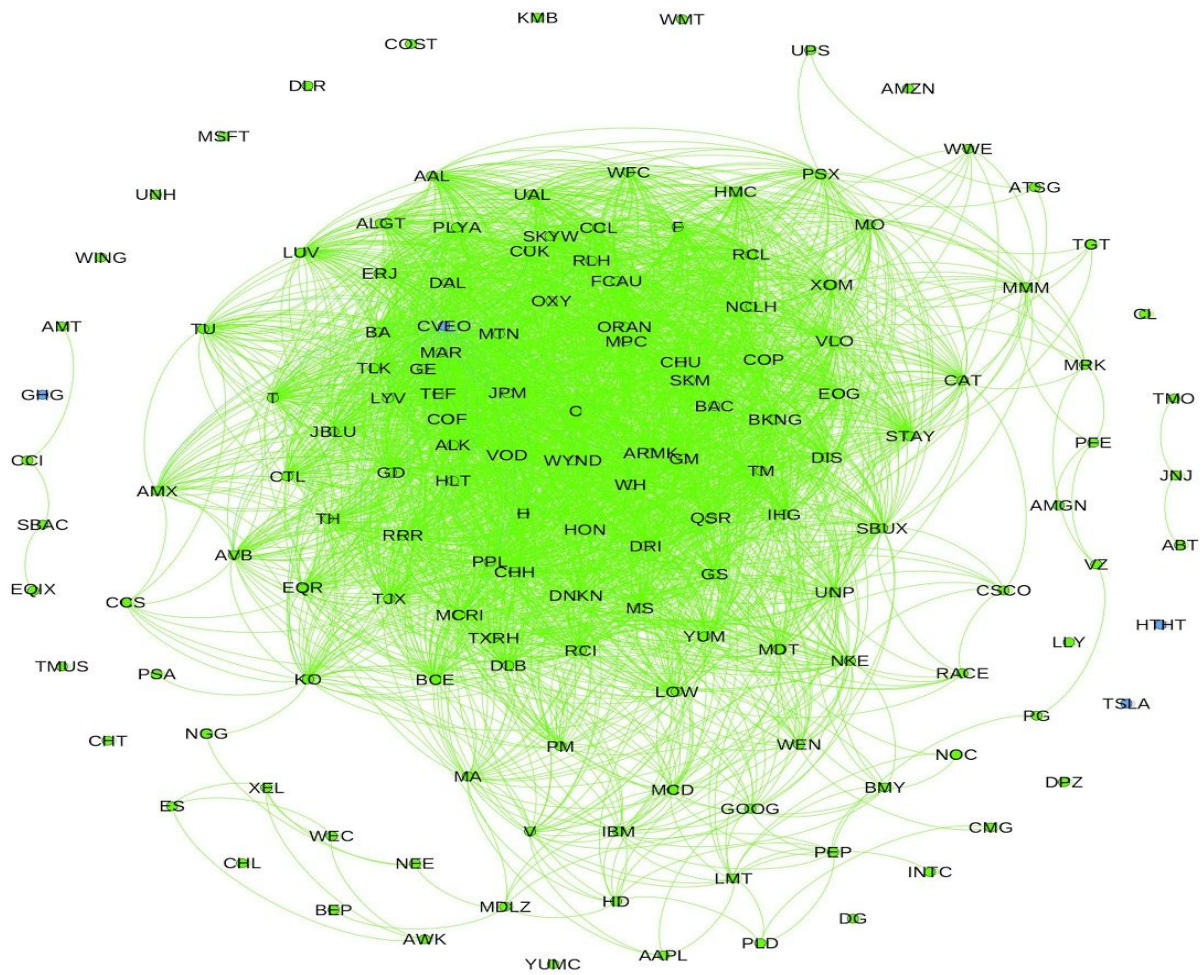 KMB
WMT
COST
UPS
DLR
AMZN
MSFT
WWE
AAL
WFC
PSX
ATSG
UNH
UAL
HMC
ALGT
PLYA
CCL
F
MO
SKYW
TGT
LUV
CUK
RLH
RCL
WING
ERJ
DAL
FCAU
XOM
MMM
OXY
NCLH
CL
AMT
TU
BA
CVEO
MTN
ORAN
MPC
VLO
MAR
CHU
COP
MRK
TLK
GE
SKM
CAT
GHG
T
LYV
TEF
JPM
BAC
EOG
TMO
C
COF
BKNG
JBLU
STAY
PFE
ALK
VOD
WYND
ARMK
GM
DIS
CCI
CTL
GD
HLT
WH
TM
JNJ
AMX
AMGN
SBAC
TH
H
QSR
IHG
SBUX
RRR
HON
DRI
ABT
AVB
PPL
CHH
GS
VZ
EQIX
EQR
CCS
TJX
DNKN
MS
UNP
CSCO
MCRI
HTHT
TXRH
YUM
RCI
MDT
LLY
TMUS
PSA
KO
BCE
DLB
NKE
RACE
LOW
TSLA
PG
CHT
NGG
PM
WEN
NOC
MA
XEL
MCD
BMY
DPZ
ES
GOOG
WEC
V
IBM
CMG
CHL
NEE
PEP
LMT
INTC
BEP
MDLZ
HD
DG
AWK
AAPL
PLD
YUMC